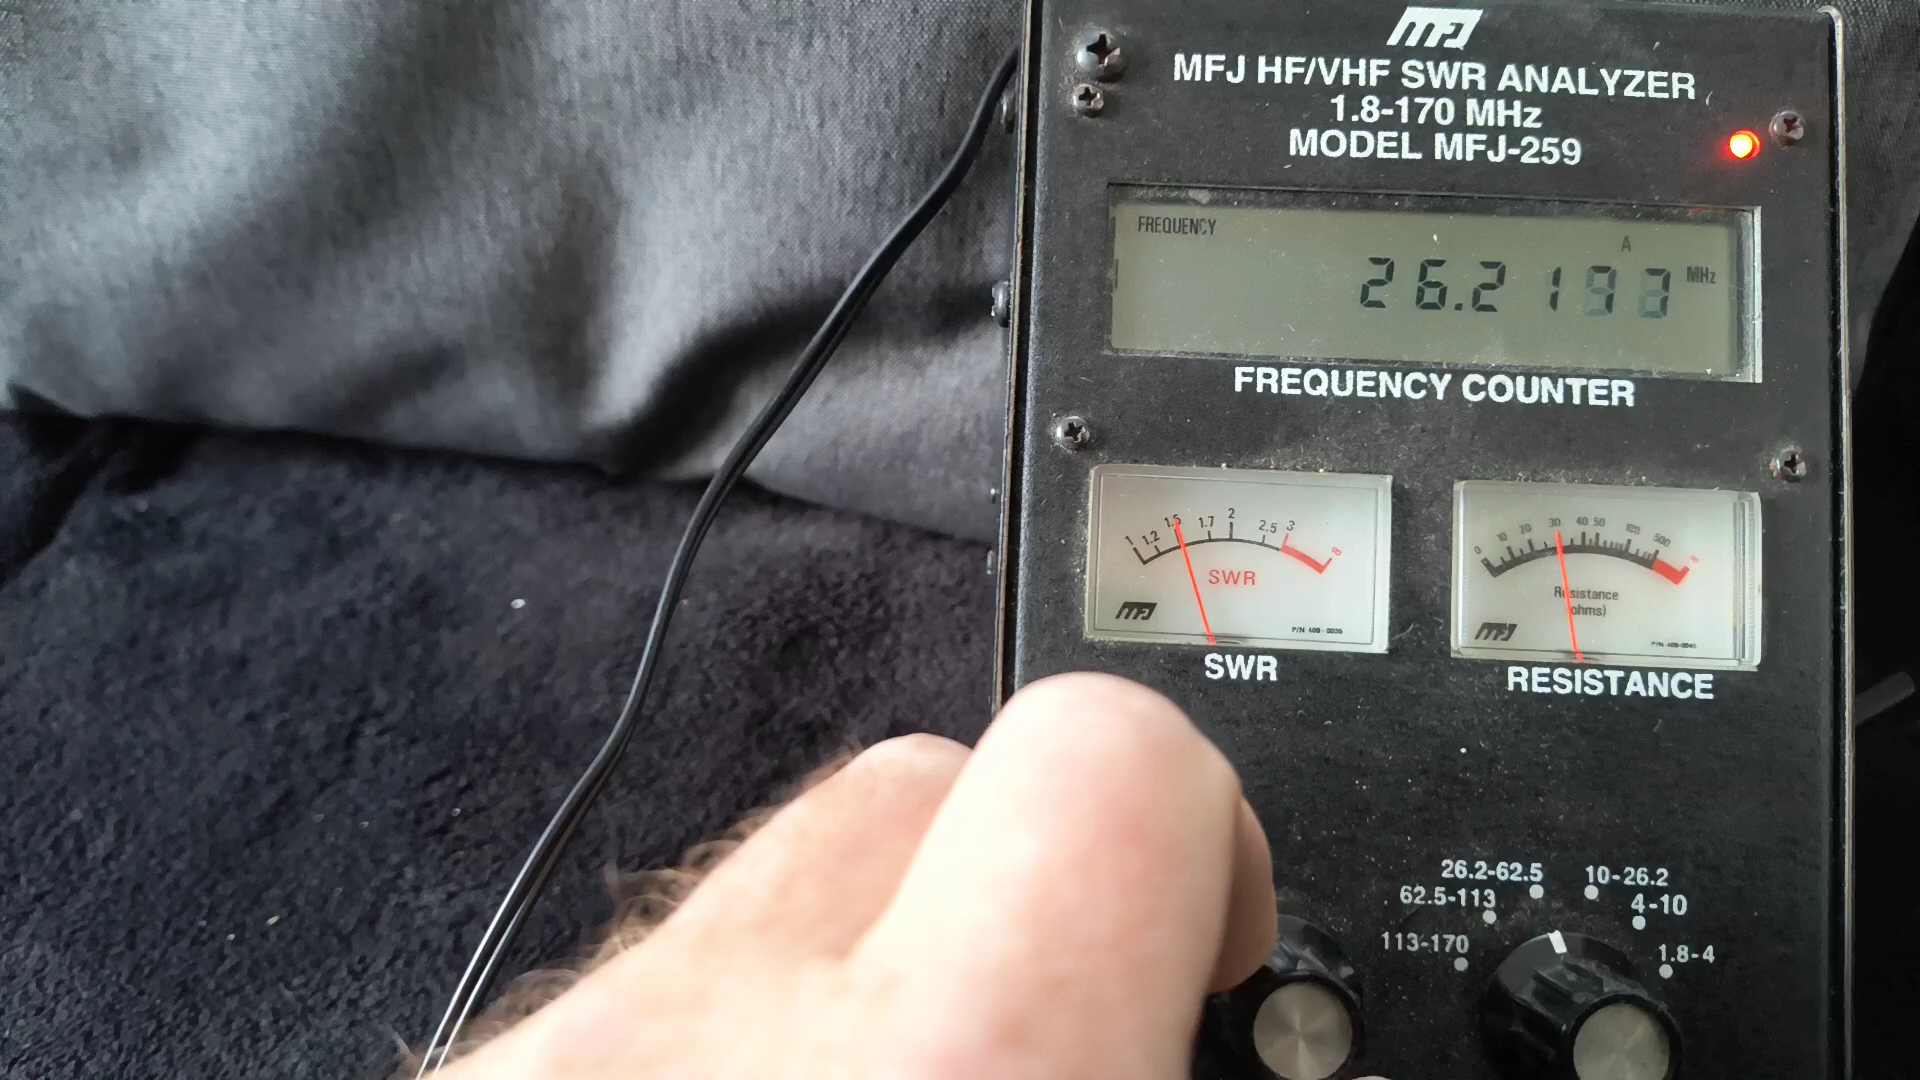 MFJ
MFJ HF/VHF SWR ANALYZER
1.8-170 MHz
MODEL MFJ-259
FREQUENCY
A
26.219 MHz
FREQUENCY COUNTER
1 1.2 1.5 1.7 2 2.5 3 ∞
SWR
MFJ
SWR
0 10 20 30 40 50 120 500 ∞
Resistance
(ohms)
MFJ
RESISTANCE
26.2-62.5 10-26.2
62.5-113 4-10
113-170 1.8-4